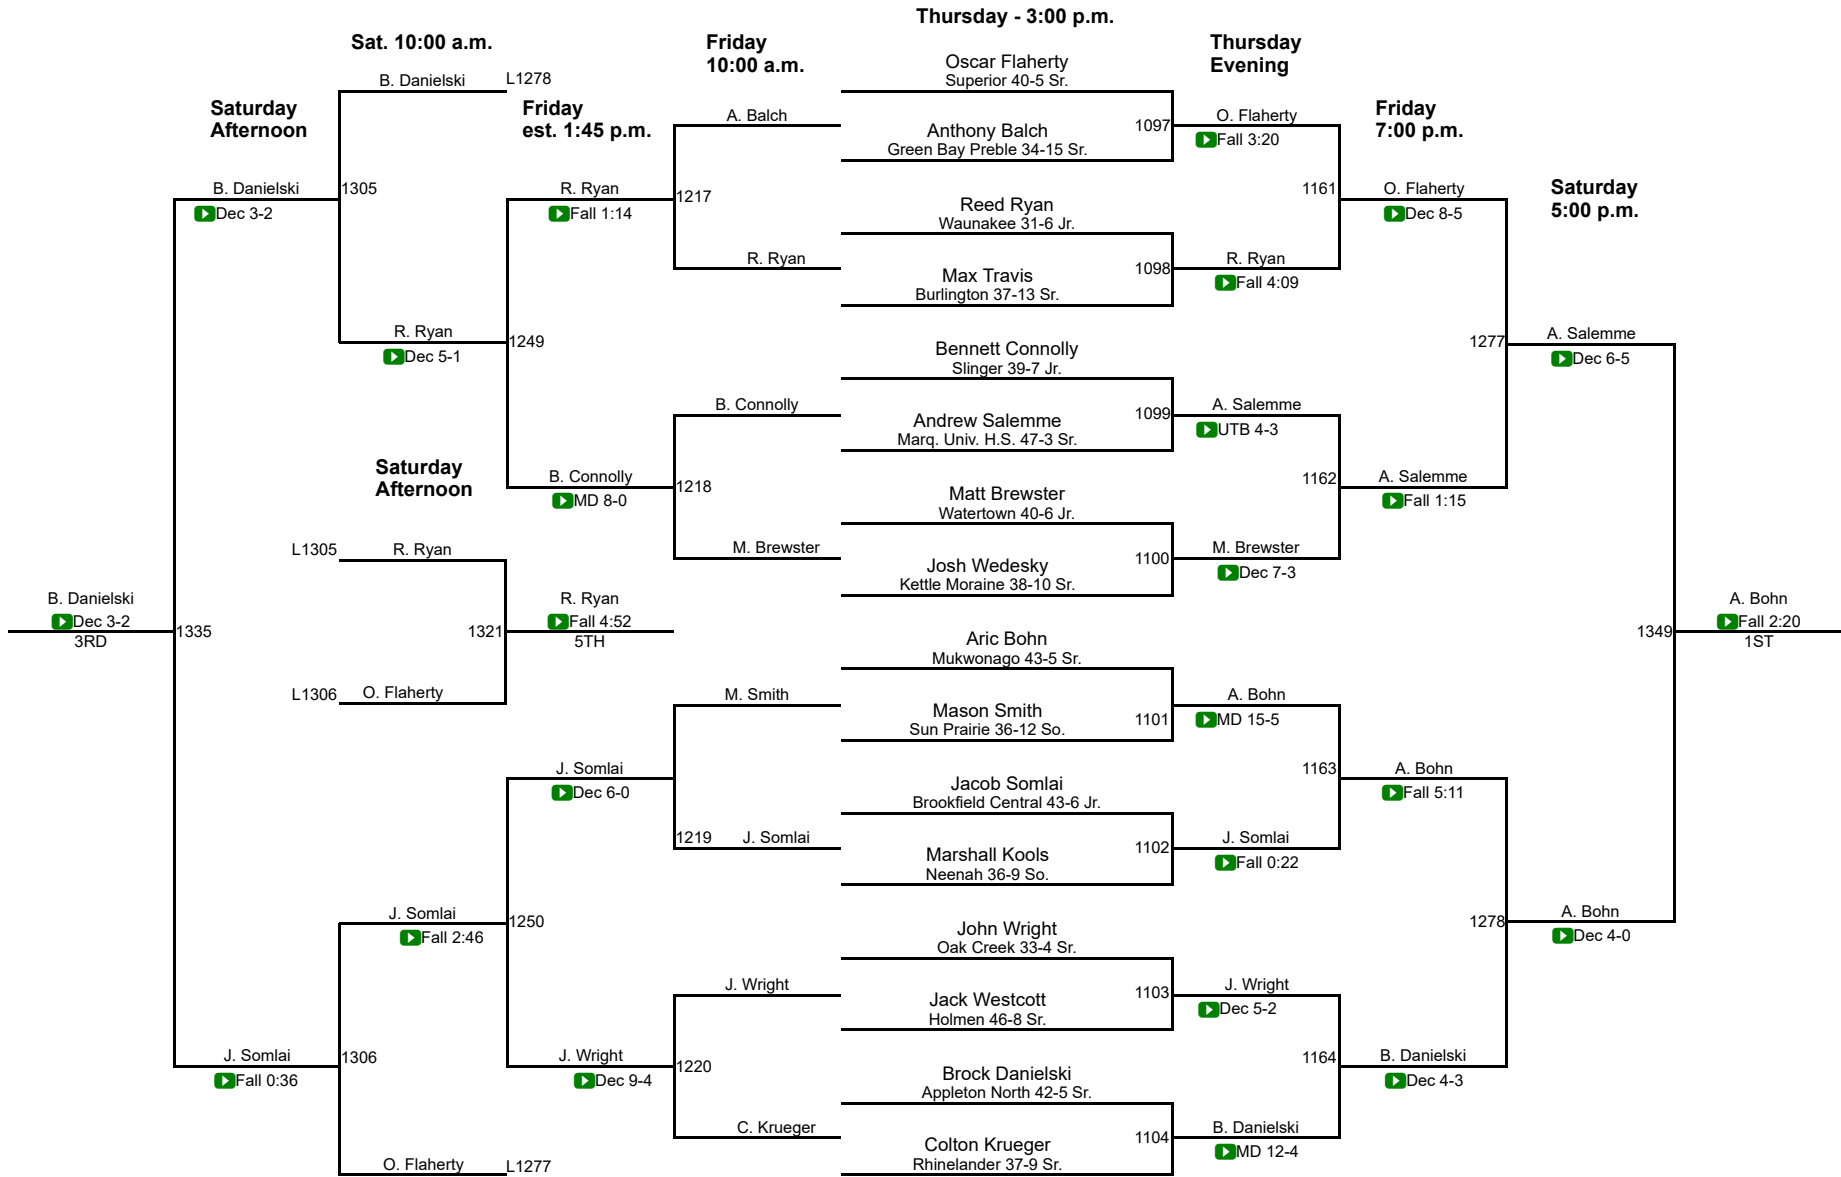 Thursday - 3:00 p.m.
Sat. 10:00 a.m.
Friday
10:00 a.m.
Thursday
Evening
Saturday
Afternoon
Friday
est. 1:45 p.m.
Friday
7:00 p.m.
Saturday
5:00 p.m.
Saturday
Afternoon
Oscar Flaherty
Superior 40-5 Sr.
1097
Anthony Balch
Green Bay Preble 34-15 Sr.
Reed Ryan
Waunakee 31-6 Jr.
1098
Max Travis
Burlington 37-13 Sr.
Bennett Connolly
Slinger 39-7 Jr.
1099
Andrew Salemme
Marq. Univ. H.S. 47-3 Sr.
Matt Brewster
Watertown 40-6 Jr.
1100
Josh Wedesky
Kettle Moraine 38-10 Sr.
Aric Bohn
Mukwonago 43-5 Sr.
Mason Smith
Sun Prairie 36-12 So.
1101
Jacob Somlai
Brookfield Central 43-6 Jr.
1102
Marshall Kools
Neenah 36-9 So.
John Wright
Oak Creek 33-4 Sr.
1103
Jack Westcott
Holmen 46-8 Sr.
Brock Danielski
Appleton North 42-5 Sr.
1104
Colton Krueger
Rhinelander 37-9 Sr.
O. Flaherty
Fall 3:20
1161
R. Ryan
Fall 4:09
A. Salemme
UTB 4-3
1162
M. Brewster
Dec 7-3
A. Bohn
MD 15-5
1163
J. Somlai
Fall 0:22
J. Wright
Dec 5-2
1164
B. Danielski
MD 12-4
O. Flaherty
Dec 8-5
1277
A. Salemme
Fall 1:15
A. Bohn
Fall 5:11
1278
B. Danielski
Dec 4-3
A. Salemme
Dec 6-5
1349
A. Bohn
Dec 4-0
A. Bohn
Fall 2:20
1ST
A. Balch
1217
R. Ryan
B. Connolly
1218
M. Brewster
M. Smith
1219
J. Somlai
J. Wright
1220
C. Krueger
R. Ryan
Fall 1:14
1249
B. Connolly
MD 8-0
J. Somlai
Dec 6-0
1250
J. Wright
Dec 9-4
B. Danielski
L1278
1305
R. Ryan
Dec 5-1
J. Somlai
Fall 2:46
1306
O. Flaherty
L1277
B. Danielski
Dec 3-2
1335
J. Somlai
Fall 0:36
B. Danielski
Dec 3-2
3RD
L1305
R. Ryan
1321
L1306
O. Flaherty
R. Ryan
Fall 4:52
5TH